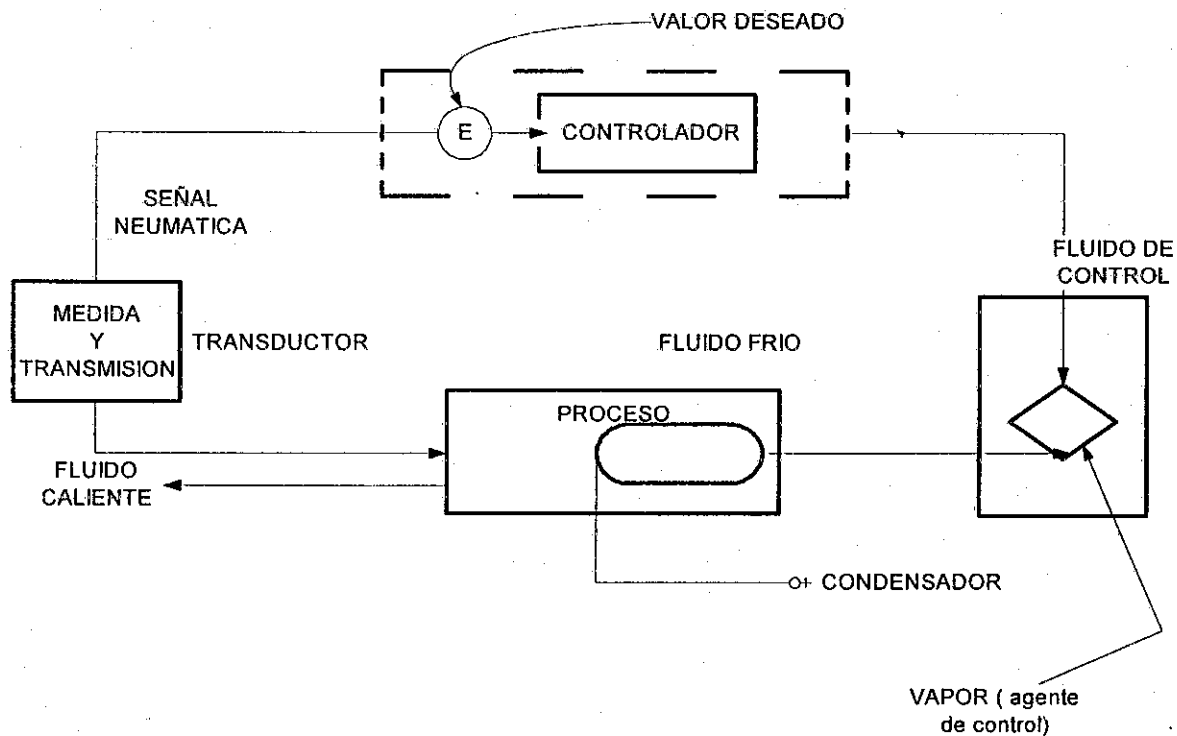 VALOR DESEADO
E
CONTROLADOR
SEÑAL
NEUMATICA
FLUIDO DE
CONTROL
MEDIDA
Y
TRANSMISION
TRANSDUCTOR
FLUIDO FRIO
PROCESO
FLUIDO
CALIENTE
CONDENSADOR
VAPOR ( agente
de control)